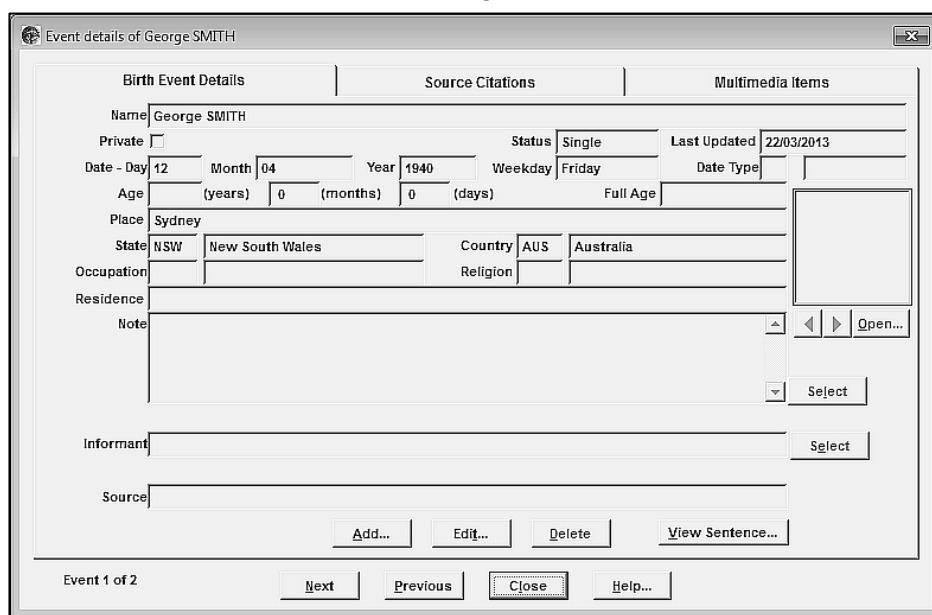 Event details of George SMITH
Birth Event Details Source Citations Multimedia Items
Name George SMITH
Private Status Single Last Updated 22/03/2013
Date - Day 12 Month 04 Year 1940 Weekday Friday Date Type
Age (years) 0 (months) 0 (days) Full Age
Place Sydney
State NSW New South Wales Country AUS Australia
Occupation Religion
Residence
Note
Open...
Select
Informant Select
Source
Add... Edit... Delete View Sentence...
Event 1 of 2 Next Previous Close Help...